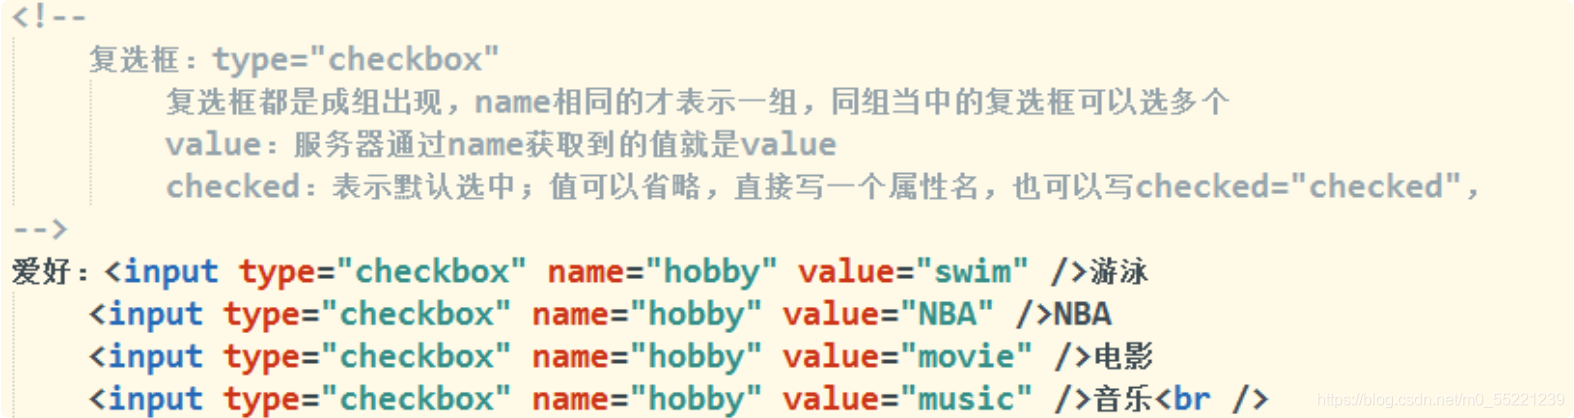 <!--
复选框：type="checkbox"
复选框都是成组出现，name相同的才表示一组，同组当中的复选框可以选多个
value：服务器通过name获取到的值就是value
checked：表示默认选中；值可以省略，直接写一个属性名，也可以写checked="checked"，
-->
爱好：<input type="checkbox" name="hobby" value="swim" />游泳
<input type="checkbox" name="hobby" value="NBA" />NBA
<input type="checkbox" name="hobby" value="movie" />电影
<input type="checkbox" name="hobby" value="music" />音乐<br />
https://blog.csdn.net/m0_55221239